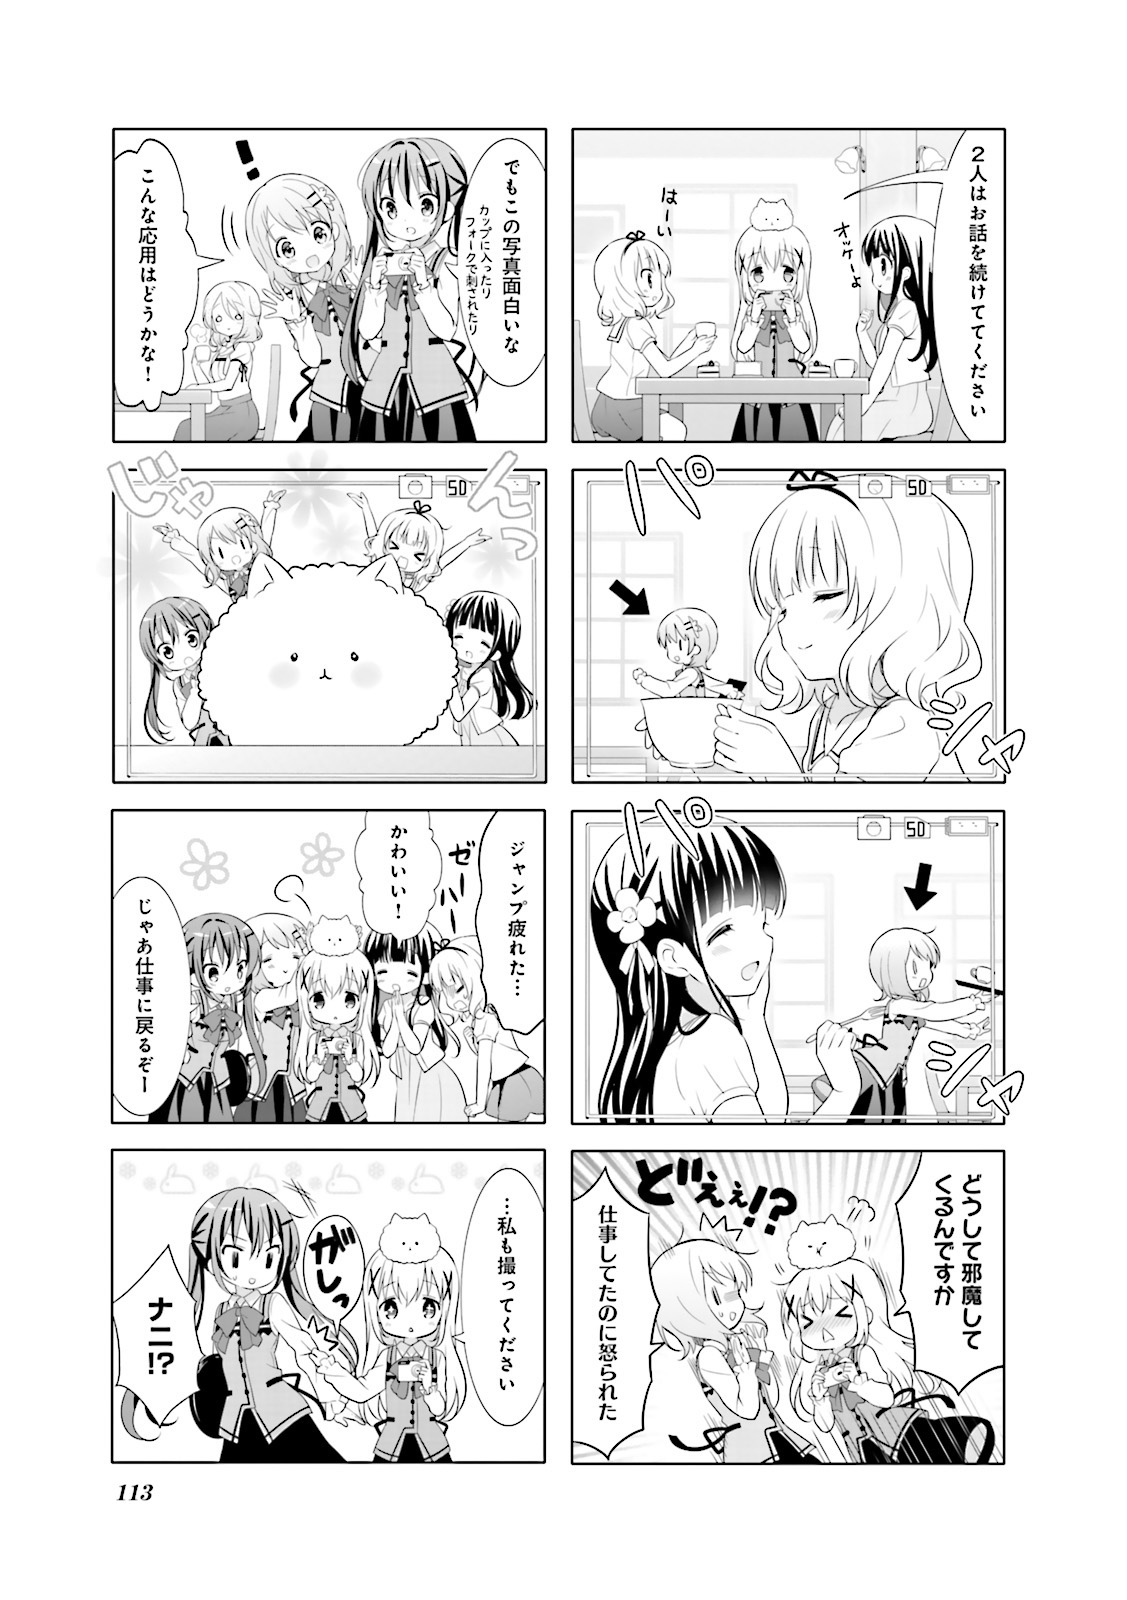 2人はお話を続けててください
オッケーよ
はーい
パ
シャ
SD
パ
シャ
SD
どうして邪魔して
くるんですか
どえぇ!?
仕事してたのに怒られた
でもこの写真面白いな
カップに入ったり
フォークで刺されたり
!
こんな応用はどうかな!
じゃんっ
SD
ジャンプ疲れた…
ゼハー
かわいい!
じゃあ仕事に戻るぞー
…私も撮ってください
がしっ
ナニ!?
113